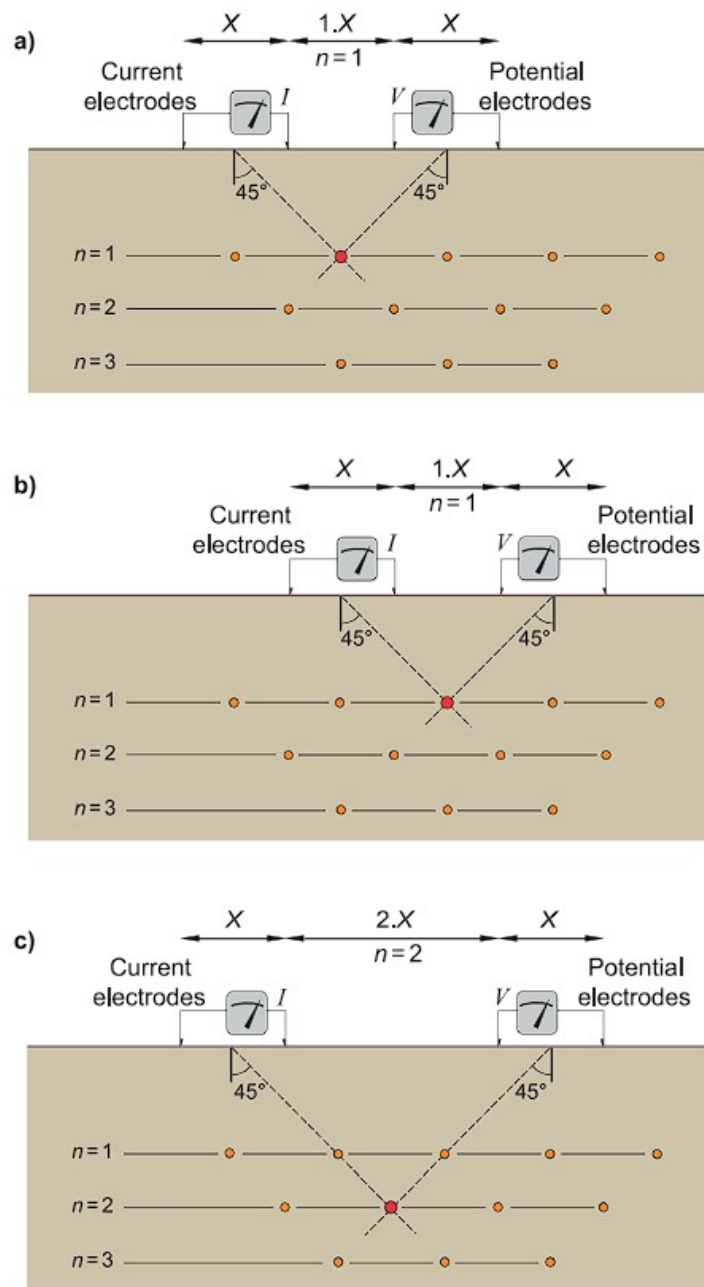 a)
X 1.X X
n=1
Current electrodes
I
V
Potential electrodes
45° 45°
n=1
n=2
n=3
b)
X 1.X X
n=1
Current electrodes
I
V
Potential electrodes
45° 45°
n=1
n=2
n=3
c)
X 2.X X
n=2
Current electrodes
I
V
Potential electrodes
45° 45°
n=1
n=2
n=3